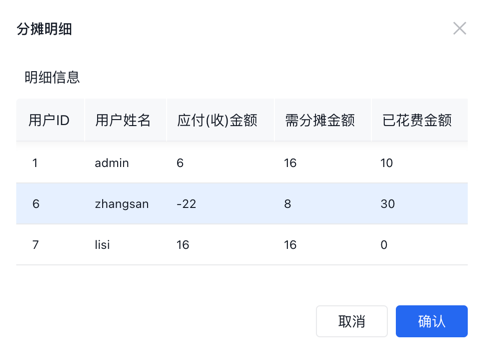 分摊明细
明细信息
用户ID 用户姓名 应付(收)金额 需分摊金额 已花费金额
1 admin 6 16 10
6 zhangsan -22 8 30
7 lisi 16 16 0
取消 确认